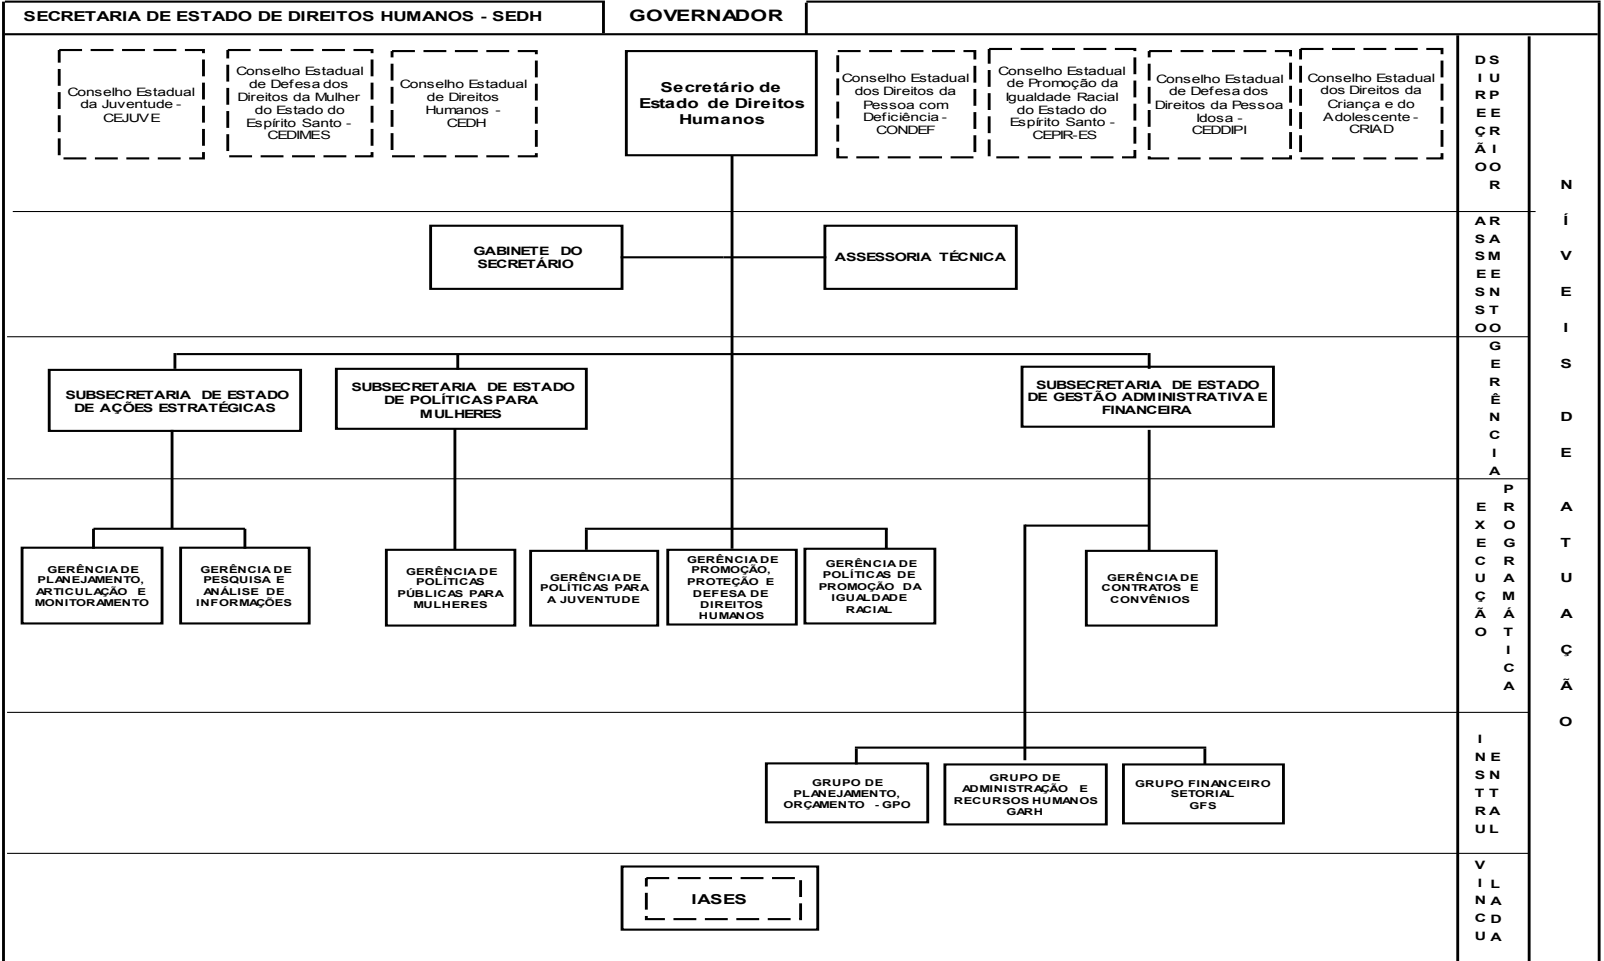 SECRETARIA DE ESTADO DE DIREITOS HUMANOS - SEDH
GOVERNADOR
Conselho Estadual
da Juventude -
CEJUVE
Conselho Estadual
de Defesa dos
Direitos da Mulher
do Estado do
Espírito Santo -
CEDIMES
Conselho Estadual
de Direitos
Humanos -
CEDH
Secretário de
Estado de Direitos
Humanos
Conselho Estadual
dos Direitos da
Pessoa com
Deficiência -
CONDEF
Conselho Estadual
de Promoção da
Igualdade Racial
do Estado do
Espírito Santo -
CEPIR-ES
Conselho Estadual
de Defesa dos
Direitos da Pessoa
Idosa -
CEDDIPI
Conselho Estadual
dos Direitos da
Criança e do
Adolescente -
CRIAD
DIREÇÃO
SUPERIOR
GABINETE DO
SECRETÁRIO
ASSESSORIA TÉCNICA
ASSESSO
RAMENTO
SUBSECRETARIA DE ESTADO
DE AÇÕES ESTRATÉGICAS
SUBSECRETARIA DE ESTADO
DE POLÍTICAS PARA
MULHERES
SUBSECRETARIA DE ESTADO
DE GESTÃO ADMINISTRATIVA E
FINANCEIRA
GERÊNCIA
GERÊNCIA DE
PLANEJAMENTO,
ARTICULAÇÃO E
MONITORAMENTO
GERÊNCIA DE
PESQUISA E
ANÁLISE DE
INFORMAÇÕES
GERÊNCIA DE
POLÍTICAS
PÚBLICAS PARA
MULHERES
GERÊNCIA DE
POLÍTICAS PARA
A JUVENTUDE
GERÊNCIA DE
PROMOÇÃO,
PROTEÇÃO E
DEFESA DE
DIREITOS
HUMANOS
GERÊNCIA DE
POLÍTICAS DE
PROMOÇÃO DA
IGUALDADE
RACIAL
GERÊNCIA DE
CONTRATOS E
CONVÊNIOS
EXECUÇÃO
PROGRAMÁTICA
GRUPO DE
PLANEJAMENTO,
ORÇAMENTO - GPO
GRUPO DE
ADMINISTRAÇÃO E
RECURSOS HUMANOS
GARH
GRUPO FINANCEIRO
SETORIAL
GFS
INSTRU
ENTAL
IASES
VINCU
LADA
NÍVEIS DE ATUAÇÃO